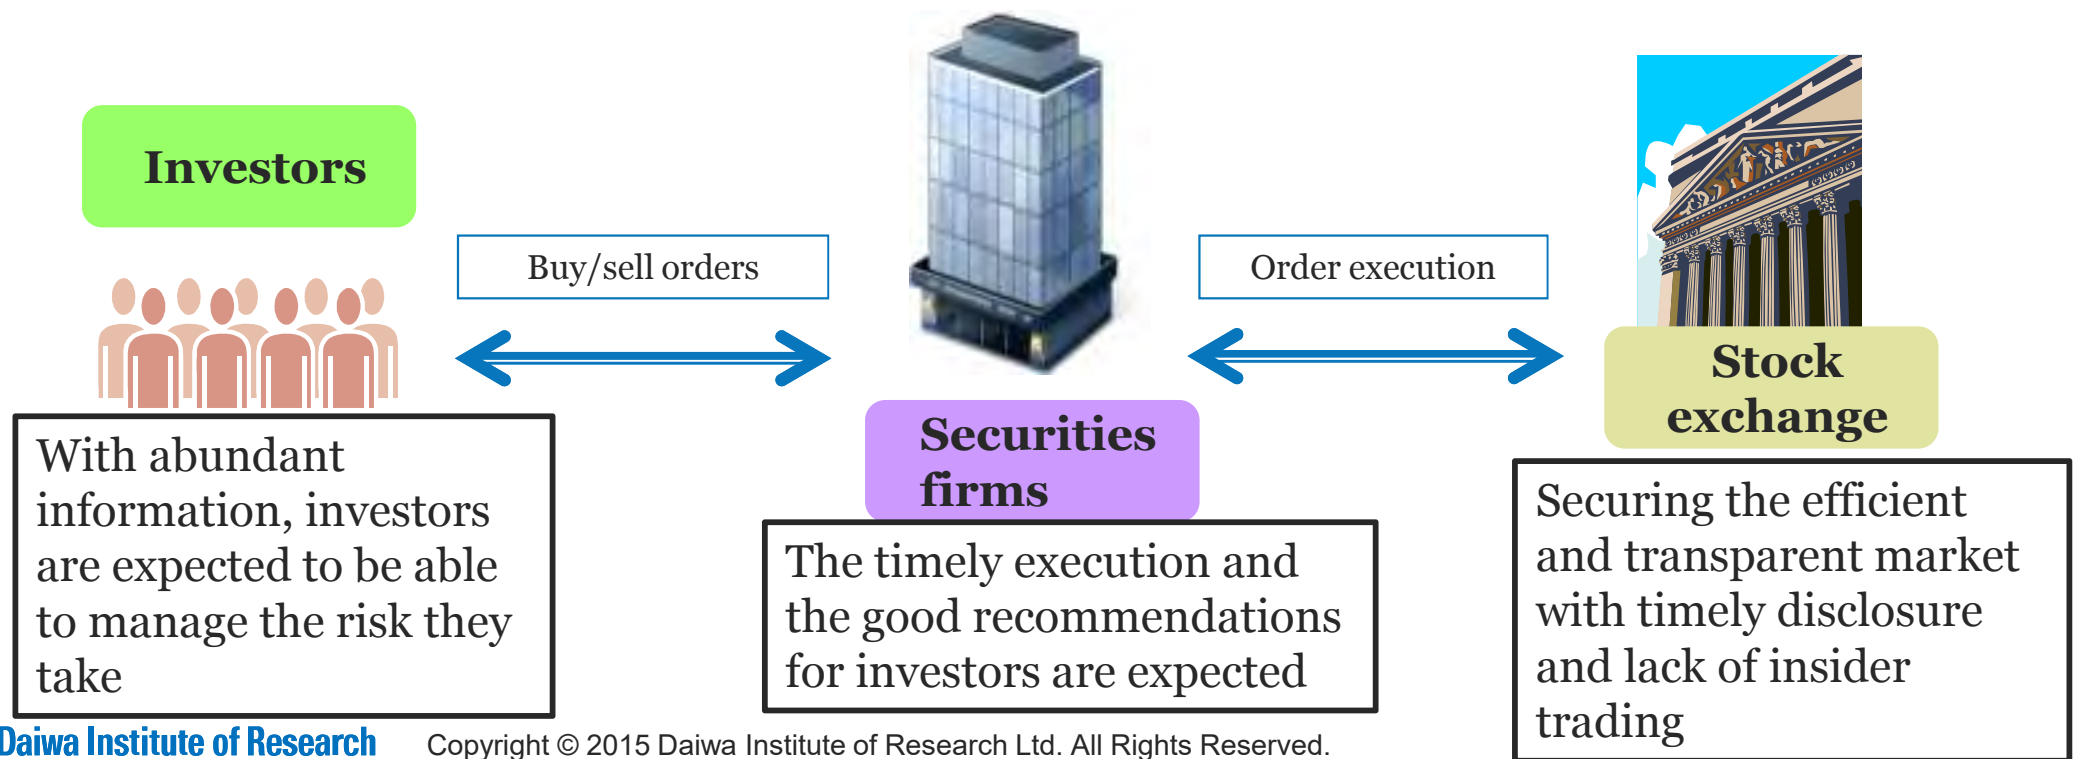 Investors
Buy/sell orders
Order execution
Stock
exchange
Securities
firms
With abundant
information, investors
are expected to be able
to manage the risk they
take
The timely execution and
the good recommendations
for investors are expected
Securing the efficient
and transparent market
with timely disclosure
and lack of insider
trading
Daiwa Institute of Research
Copyright © 2015 Daiwa Institute of Research Ltd. All Rights Reserved.